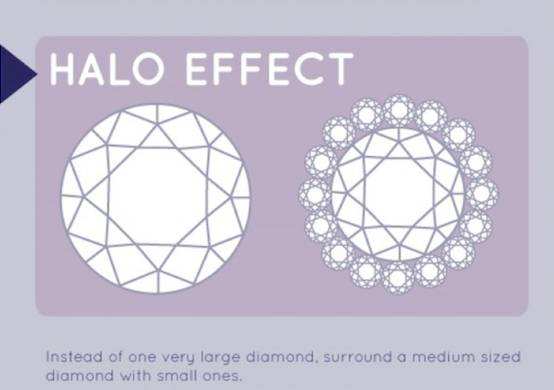 HALO EFFECT
Instead of one very large diamond, surround a medium sized
diamond with small ones.